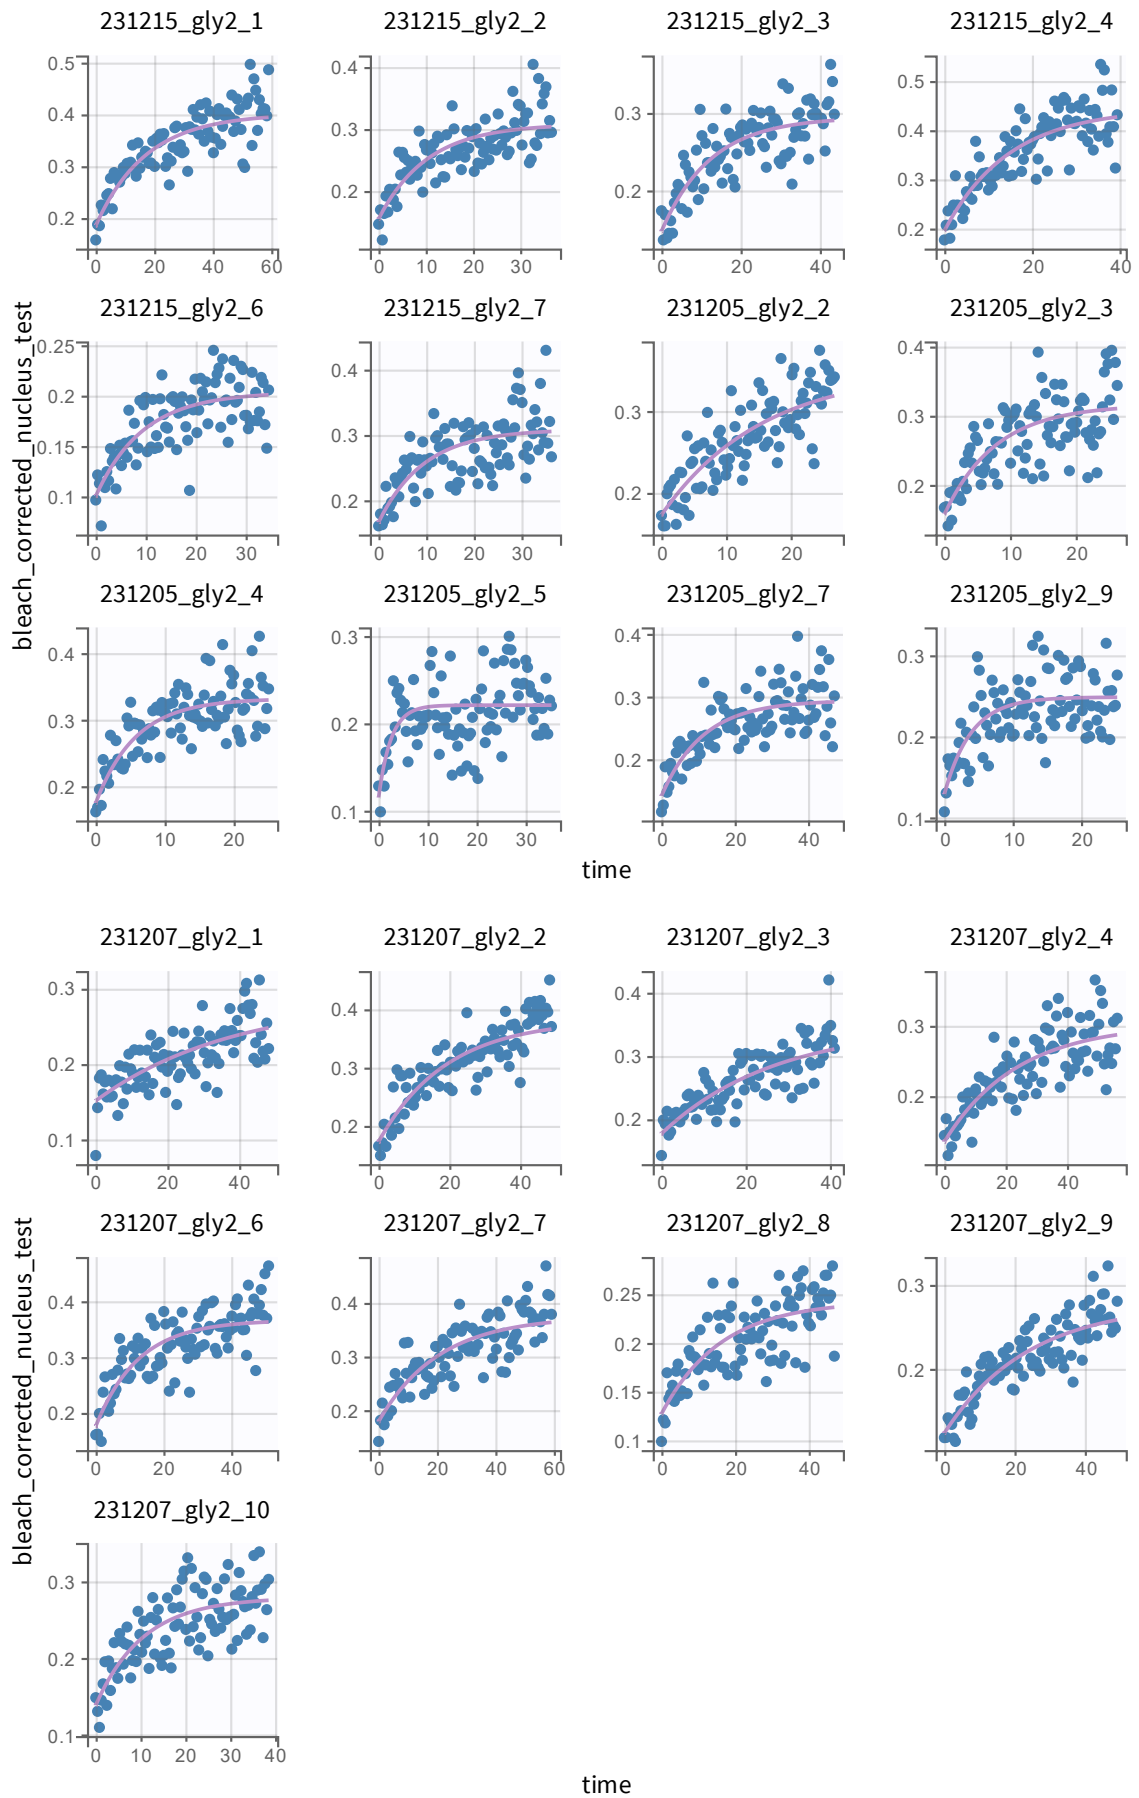 231215_gly2_1 231215_gly2_2 231215_gly2_3 231215_gly2_4
0.5 0.4 0.3 0.2
0.4 0.3 0.2
0.3 0.2
0.5 0.4 0.3 0.2
0 20 40 60 0 10 20 30 0 20 40 0 20 40
231215_gly2_6 231215_gly2_7 231205_gly2_2 231205_gly2_3
0.25 0.2 0.15 0.1
0.4 0.3 0.2
0.3 0.2
0.4 0.3 0.2
0 10 20 30 0 10 20 30 0 10 20 0 10 20
bleach_corrected_nucleus_test
231205_gly2_4 231205_gly2_5 231205_gly2_7 231205_gly2_9
0.4 0.3 0.2
0.3 0.2 0.1
0.4 0.3 0.2
0.3 0.2 0.1
0 10 20 0 10 20 30 0 20 40 0 10 20
time
231207_gly2_1 231207_gly2_2 231207_gly2_3 231207_gly2_4
0.3 0.2 0.1
0.4 0.3 0.2
0.4 0.3 0.2
0.3 0.2
0 20 40 0 20 40 0 20 40 0 20 40
231207_gly2_6 231207_gly2_7 231207_gly2_8 231207_gly2_9
0.4 0.3 0.2
0.4 0.3 0.2
0.25 0.2 0.15 0.1
0.3 0.2
0 20 40 0 20 40 60 0 20 40 0 20 40
bleach_corrected_nucleus_test
231207_gly2_10
0.3 0.2 0.1
0 10 20 30 40
time